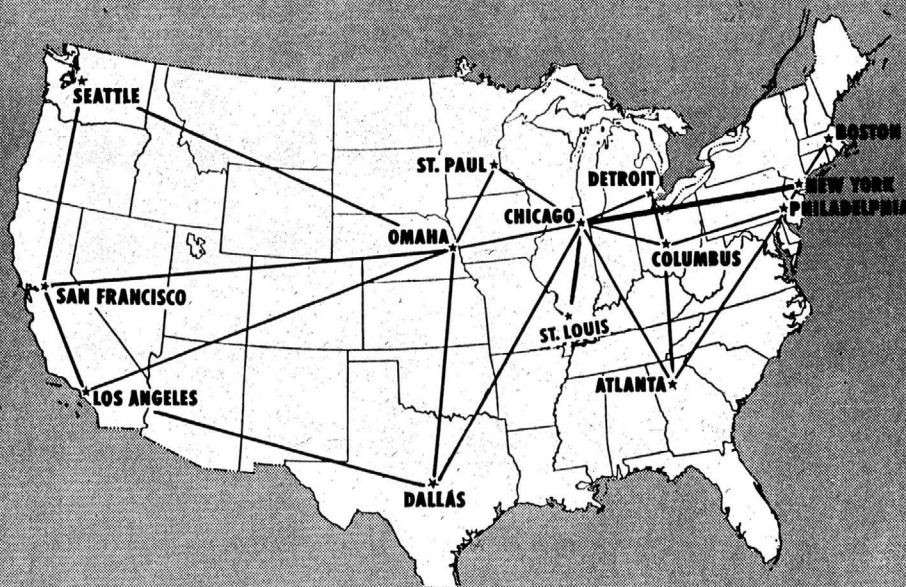 SEATTLE
BOSTON
ST. PAUL
DETROIT
NEW YORK
CHICAGO
PHILADELPHIA
OMAHA
COLUMBUS
SAN FRANCISCO
ST. LOUIS
ATLANTA
LOS ANGELES
DALLAS